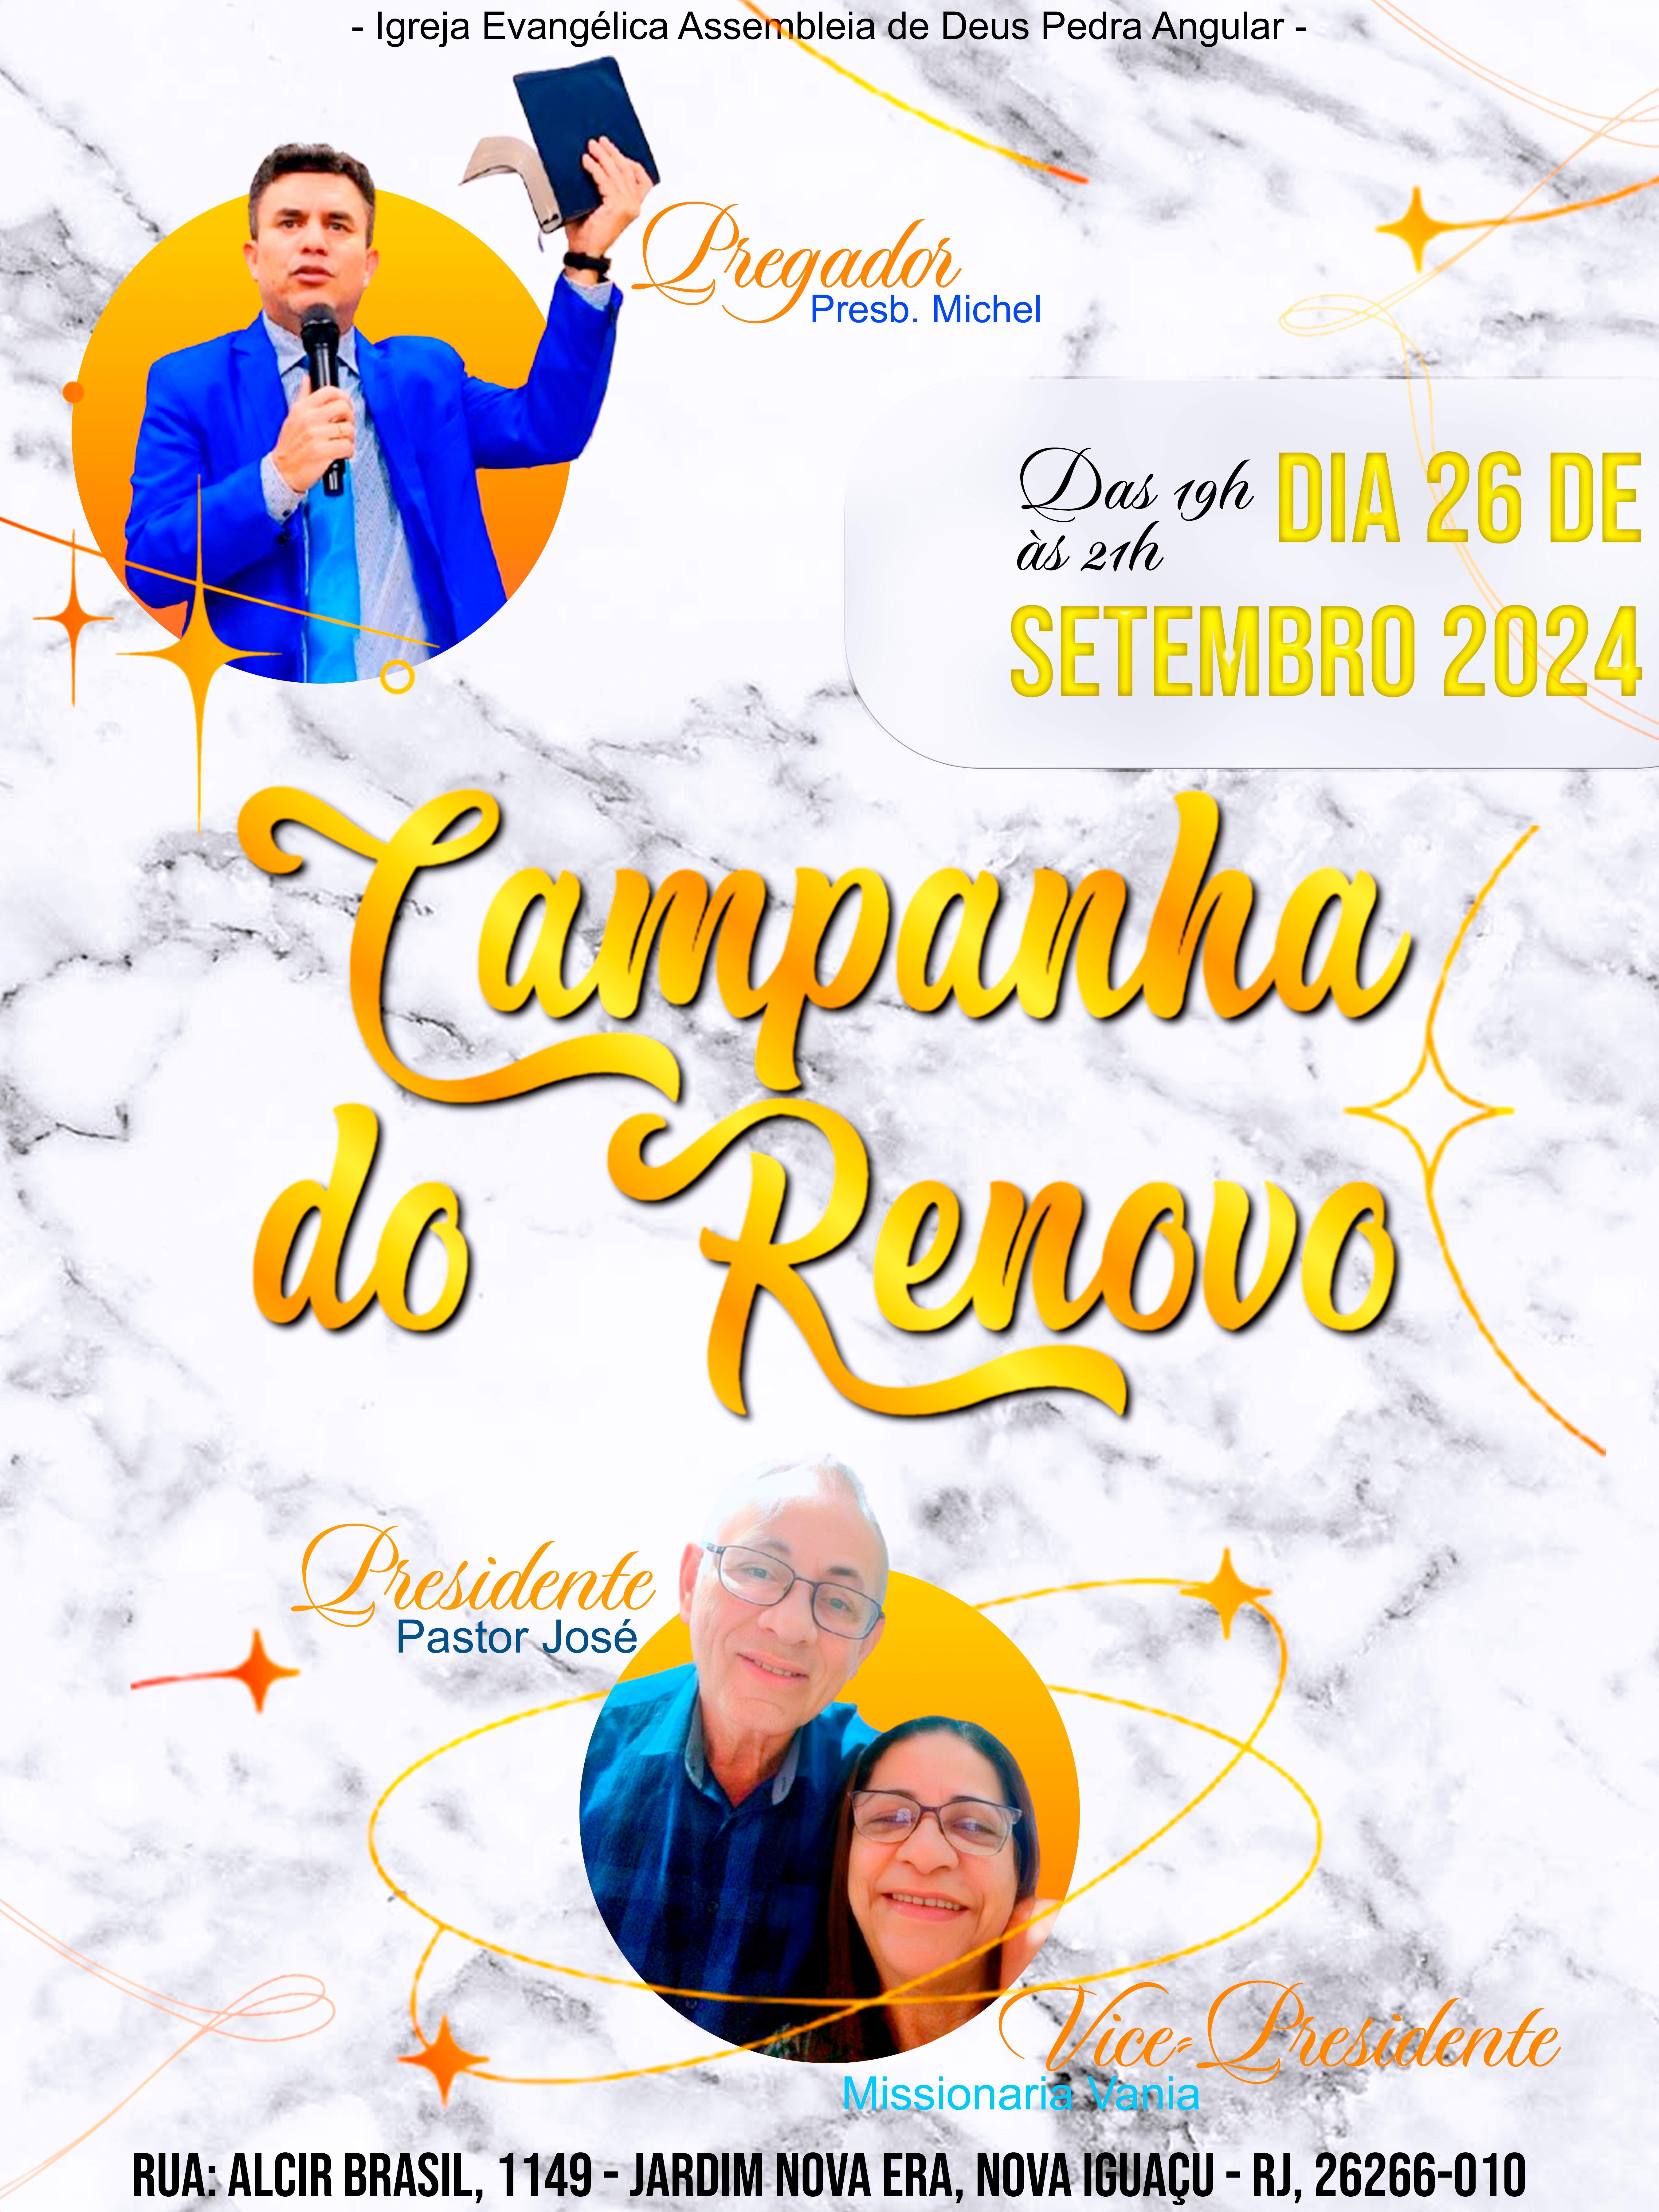 - Igreja Evangélica Assembleia de Deus Pedra Angular -
Pregador
Presb. Michel
Das 19h
às 21h
DIA 26 DE
SETEMBRO 2024
Campanha
do Renovo
Presidente
Pastor José
Vice-Presidente
Missionaria Vania
RUA: ALCIR BRASIL, 1149 - JARDIM NOVA ERA, NOVA IGUAÇU - RJ, 26266-010